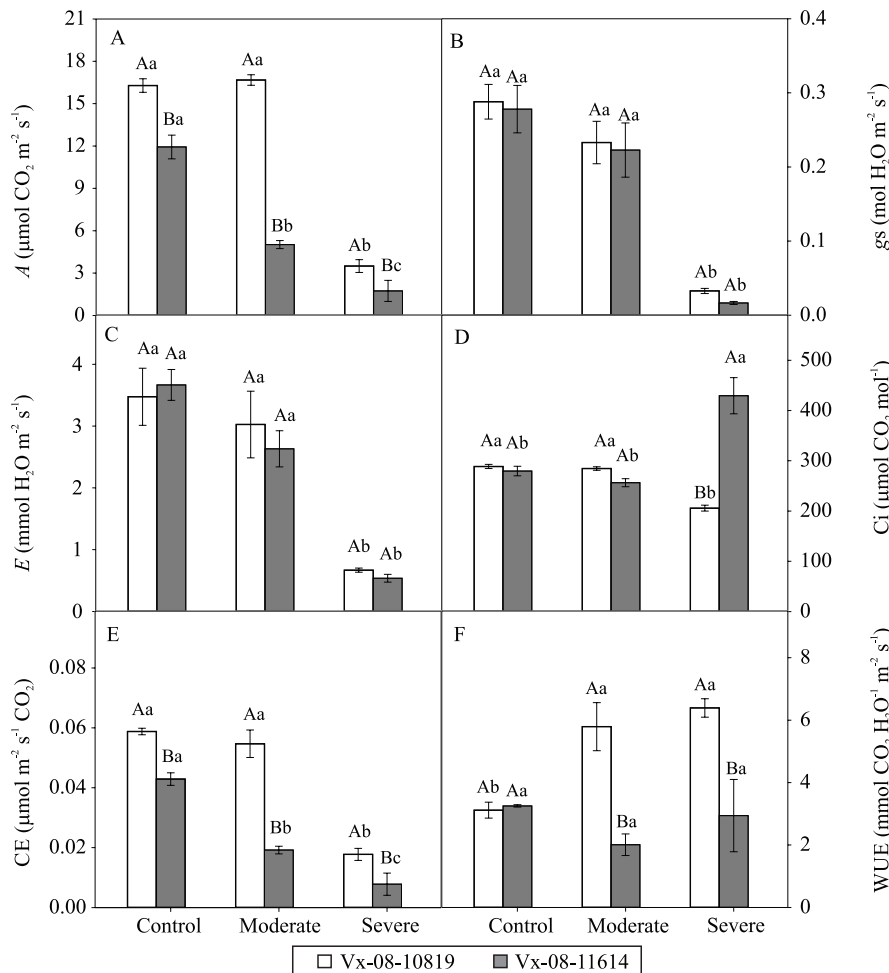 A
B
21
18
15
12
9
6
3
0
A (µmol CO₂ m⁻² s⁻¹)
Aa
Ba
Aa
Bb
Ab
Bc
0.4
0.3
0.2
0.1
0.0
gs (mol H₂O m⁻² s⁻¹)
Aa
Aa
Aa
Aa
Ab
Ab
C
D
4
3
2
1
0
E (mmol H₂O m⁻² s⁻¹)
Aa
Aa
Aa
Aa
Ab
Ab
500
400
300
200
100
0
Ci (µmol CO₂ mol⁻¹)
Aa
Ab
Aa
Ab
Bb
Aa
E
F
0.08
0.06
0.04
0.02
0.00
CE (µmol m⁻² s⁻¹ CO₂)
Aa
Ba
Aa
Bb
Ab
Bc
8
6
4
2
0
WUE (mmol CO₂ H₂O⁻¹ m⁻² s⁻¹)
Ab
Aa
Aa
Ba
Aa
Ba
Control Moderate Severe
Control Moderate Severe
Vx-08-10819 Vx-08-11614